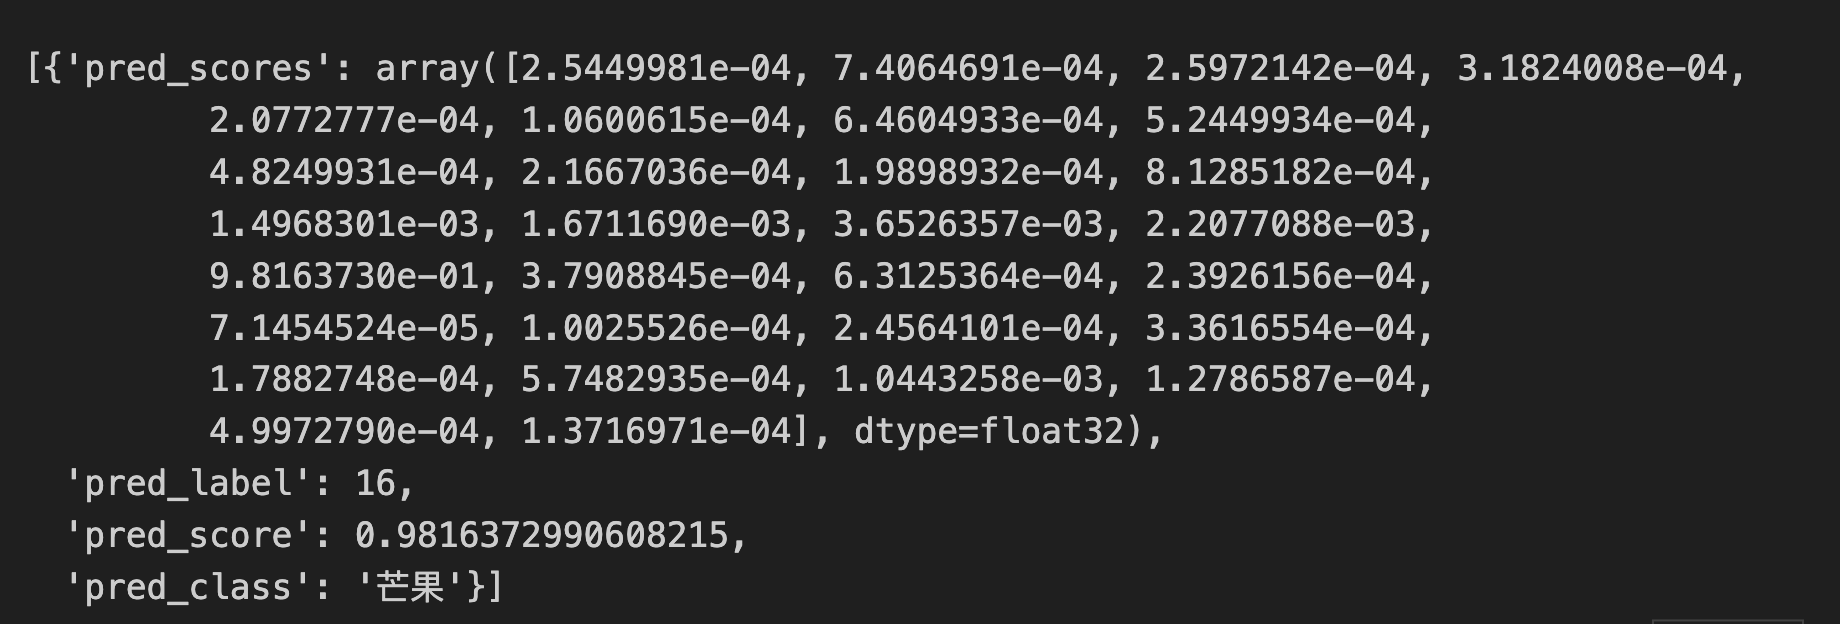 [{'pred_scores': array([2.5449981e-04, 7.4064691e-04, 2.5972142e-04, 3.1824008e-04,
2.0772777e-04, 1.0600615e-04, 6.4604933e-04, 5.2449934e-04,
4.8249931e-04, 2.1667036e-04, 1.9898932e-04, 8.1285182e-04,
1.4968301e-03, 1.6711690e-03, 3.6526357e-03, 2.2077088e-03,
9.8163730e-01, 3.7908845e-04, 6.3125364e-04, 2.3926156e-04,
7.1454524e-05, 1.0025526e-04, 2.4564101e-04, 3.3616554e-04,
1.7882748e-04, 5.7482935e-04, 1.0443258e-03, 1.2786587e-04,
4.9972790e-04, 1.3716971e-04], dtype=float32),
'pred_label': 16,
'pred_score': 0.9816372990608215,
'pred_class': '芒果'}]